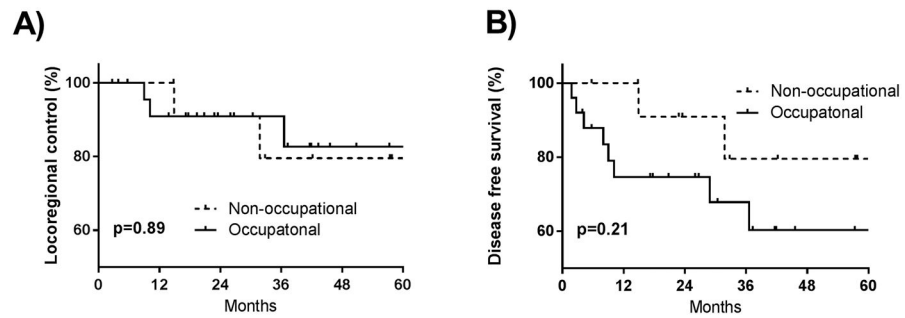 A)
Locoregional control (%)
100
80
60
Non-occupational
Occupatonal
p=0.89
0 12 24 36 48 60
Months
B)
Disease free survival (%)
100
80
60
Non-occupational
Occupatonal
p=0.21
0 12 24 36 48 60
Months